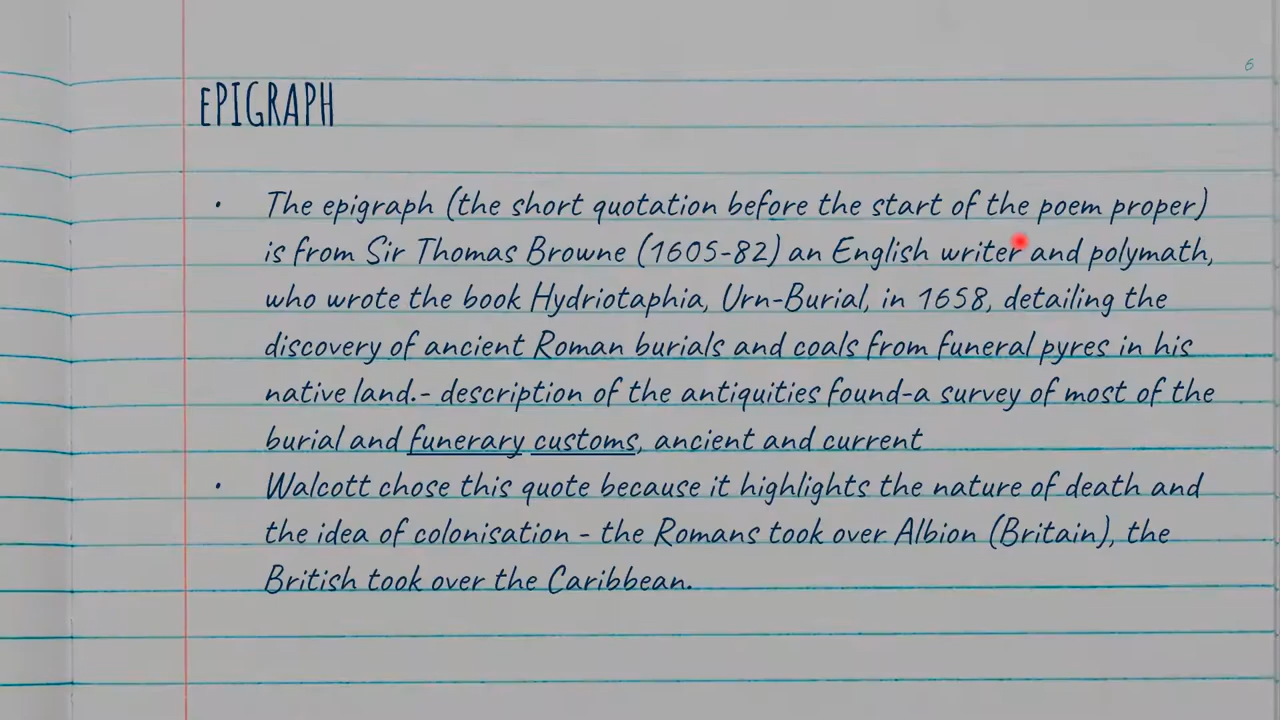 6
EPIGRAPH
• The epigraph (the short quotation before the start of the poem proper)
is from Sir Thomas Browne (1605-82) an English writer and polymath,
who wrote the book Hydriotaphia, Urn-Burial, in 1658, detailing the
discovery of ancient Roman burials and coals from funeral pyres in his
native land.- description of the antiquities found-a survey of most of the
burial and funerary customs, ancient and current
• Walcott chose this quote because it highlights the nature of death and
the idea of colonisation - the Romans took over Albion (Britain), the
British took over the Caribbean.